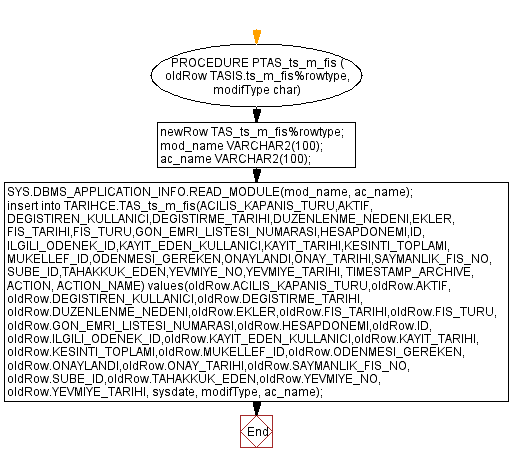 PROCEDURE PTAS_ts_m_fis (
oldRow TASIS.ts_m_fis%rowtype,
modifType char)
newRow TAS_ts_m_fis%rowtype;
mod_name VARCHAR2(100);
ac_name VARCHAR2(100);
SYS.DBMS_APPLICATION_INFO.READ_MODULE(mod_name, ac_name);
insert into TARIHCE.TAS_ts_m_fis(ACILIS_KAPANIS_TURU,AKTIF,
DEGISTIREN_KULLANICI,DEGISTIRME_TARIHI,DUZENLENME_NEDENI,EKLER,
FIS_TARIHI,FIS_TURU,GON_EMRI_LISTESI_NUMARASI,HESAPDONEMI,ID,
ILGILI_ODENEK_ID,KAYIT_EDEN_KULLANICI,KAYIT_TARIHI,KESINTI_TOPLAMI,
MUKELLEF_ID,ODENMESI_GEREKEN,ONAYLANDI,ONAY_TARIHI,SAYMANLIK_FIS_NO,
SUBE_ID,TAHAKKUK_EDEN,YEVMIYE_NO,YEVMIYE_TARIHI, TIMESTAMP_ARCHIVE,
ACTION, ACTION_NAME) values(oldRow.ACILIS_KAPANIS_TURU,oldRow.AKTIF,
oldRow.DEGISTIREN_KULLANICI,oldRow.DEGISTIRME_TARIHI,
oldRow.DUZENLENME_NEDENI,oldRow.EKLER,oldRow.FIS_TARIHI,oldRow.FIS_TURU,
oldRow.GON_EMRI_LISTESI_NUMARASI,oldRow.HESAPDONEMI,oldRow.ID,
oldRow.ILGILI_ODENEK_ID,oldRow.KAYIT_EDEN_KULLANICI,oldRow.KAYIT_TARIHI,
oldRow.KESINTI_TOPLAMI,oldRow.MUKELLEF_ID,oldRow.ODENMESI_GEREKEN,
oldRow.ONAYLANDI,oldRow.ONAY_TARIHI,oldRow.SAYMANLIK_FIS_NO,
oldRow.SUBE_ID,oldRow.TAHAKKUK_EDEN,oldRow.YEVMIYE_NO,
oldRow.YEVMIYE_TARIHI, sysdate, modifType, ac_name);
End